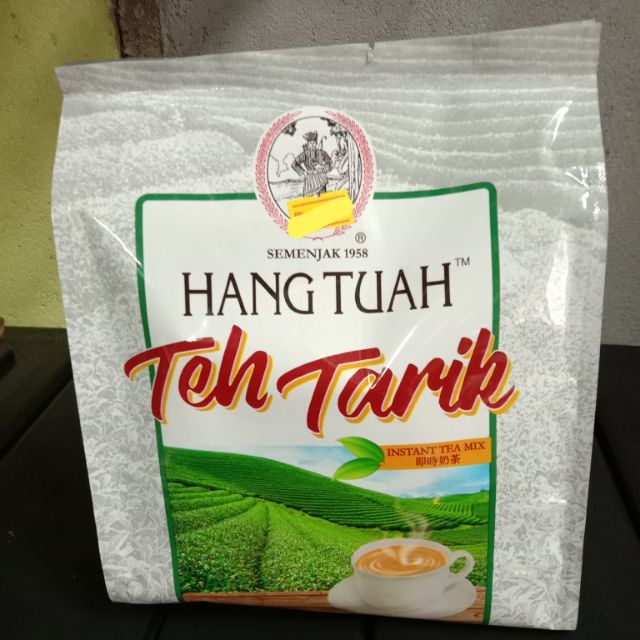 ®
SEMENJAK 1958
HANG TUAH™
Teh Tarik
INSTANT TEA MIX
即時奶茶